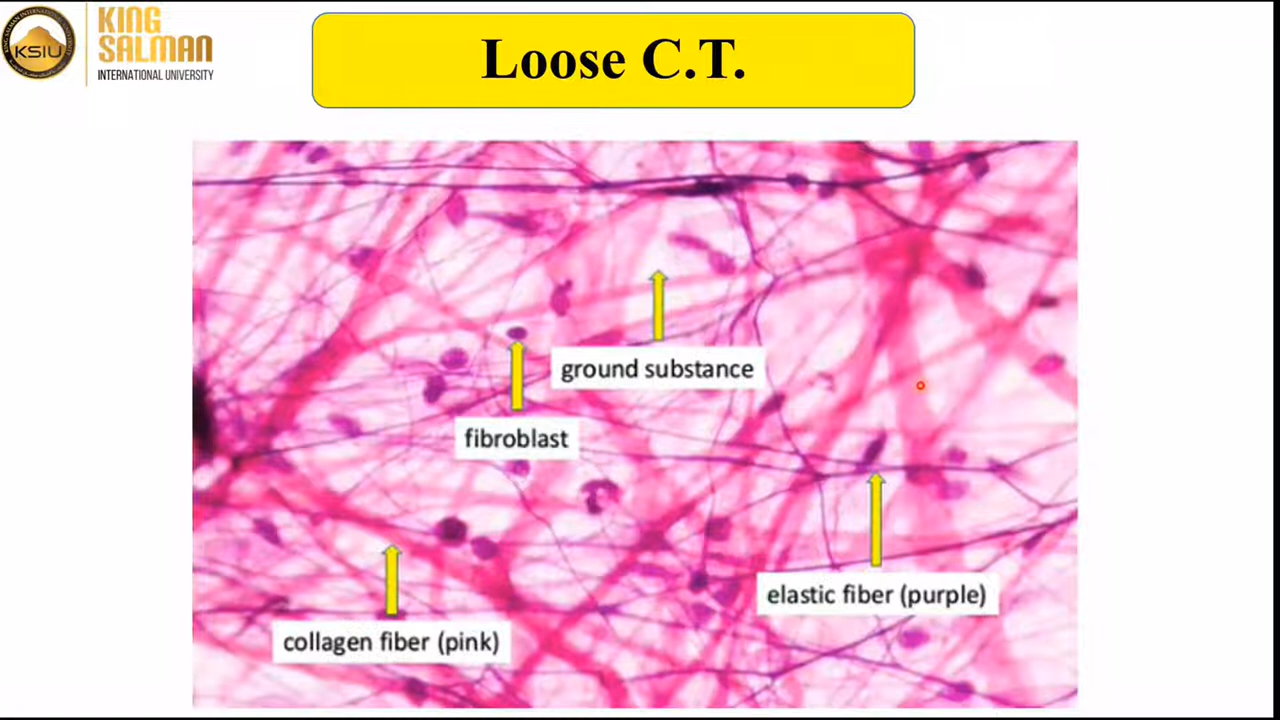 KSIU
KING
SALMAN
INTERNATIONAL UNIVERSITY
Loose C.T.
ground substance
fibroblast
elastic fiber (purple)
collagen fiber (pink)